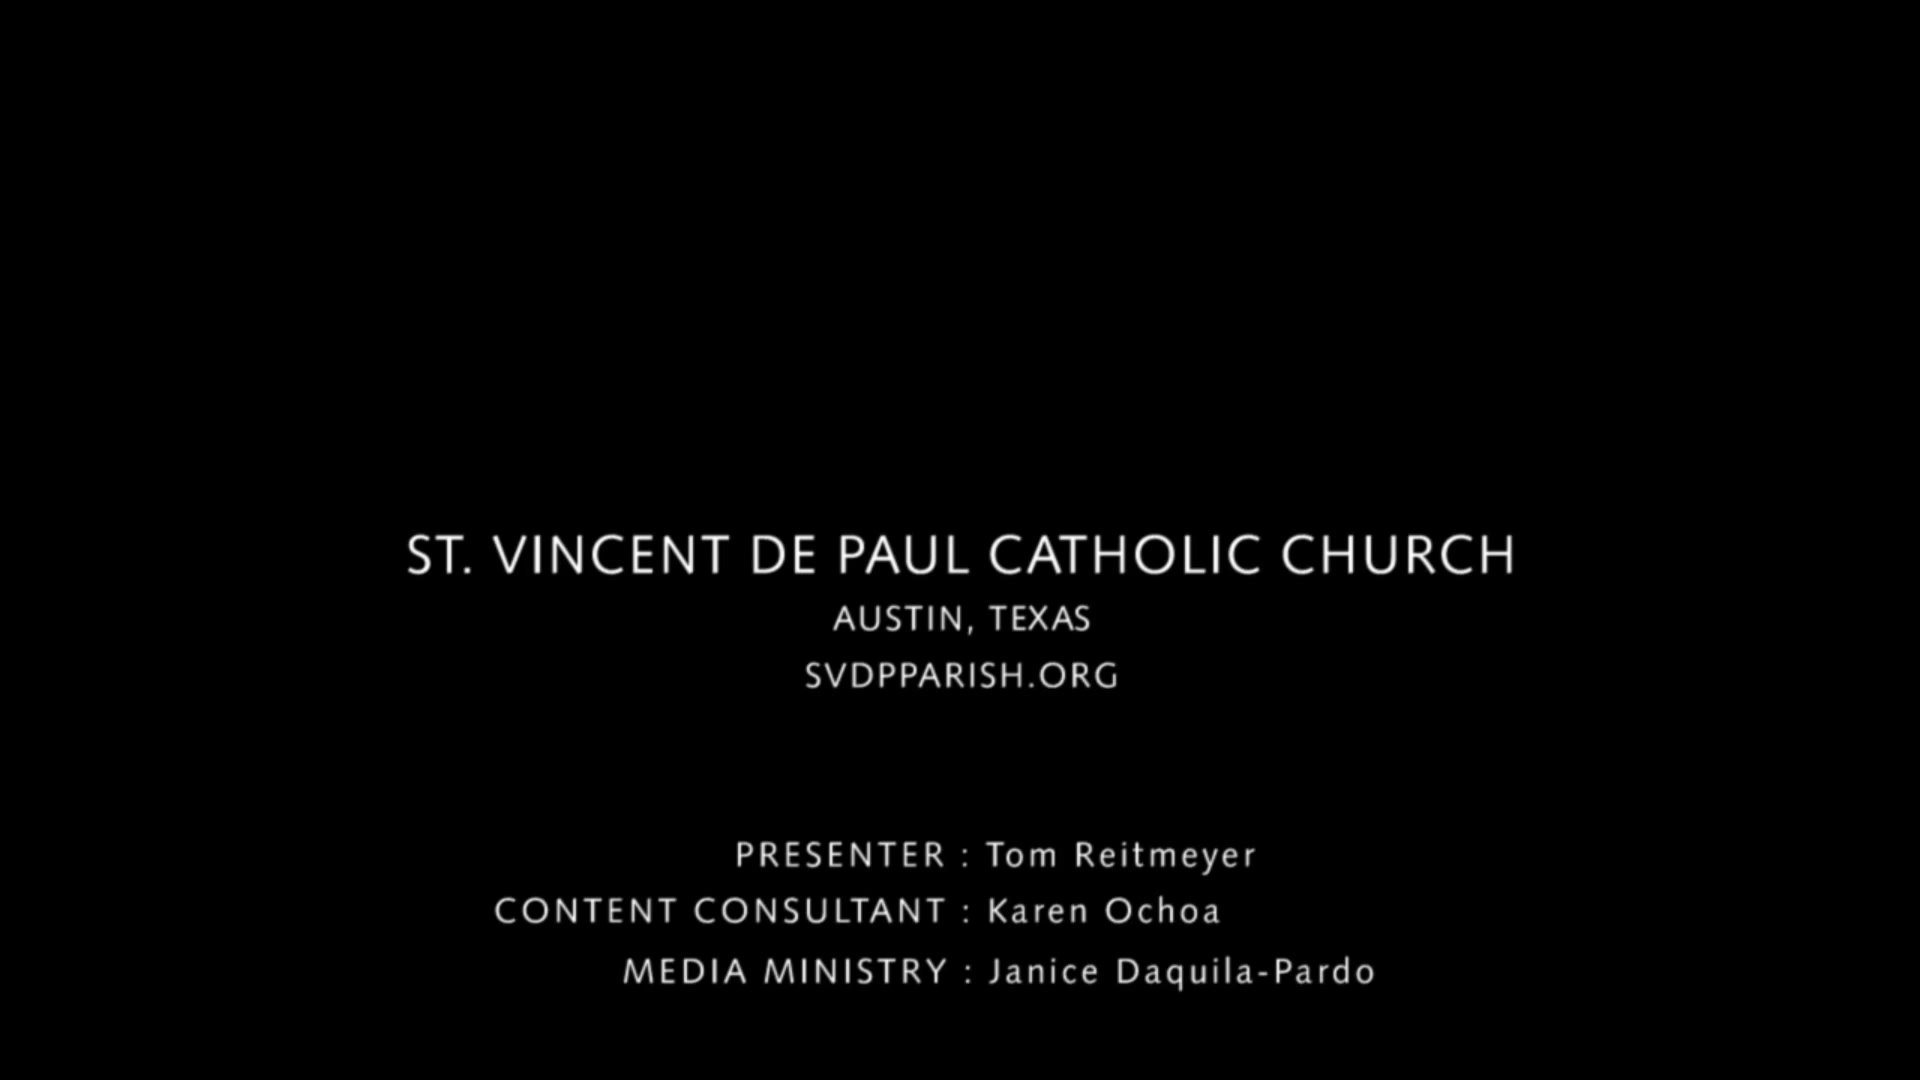 ST. VINCENT DE PAUL CATHOLIC CHURCH
AUSTIN, TEXAS
SVDPPARISH.ORG
PRESENTER : Tom Reitmeyer
CONTENT CONSULTANT : Karen Ochoa
MEDIA MINISTRY : Janice Daquila-Pardo